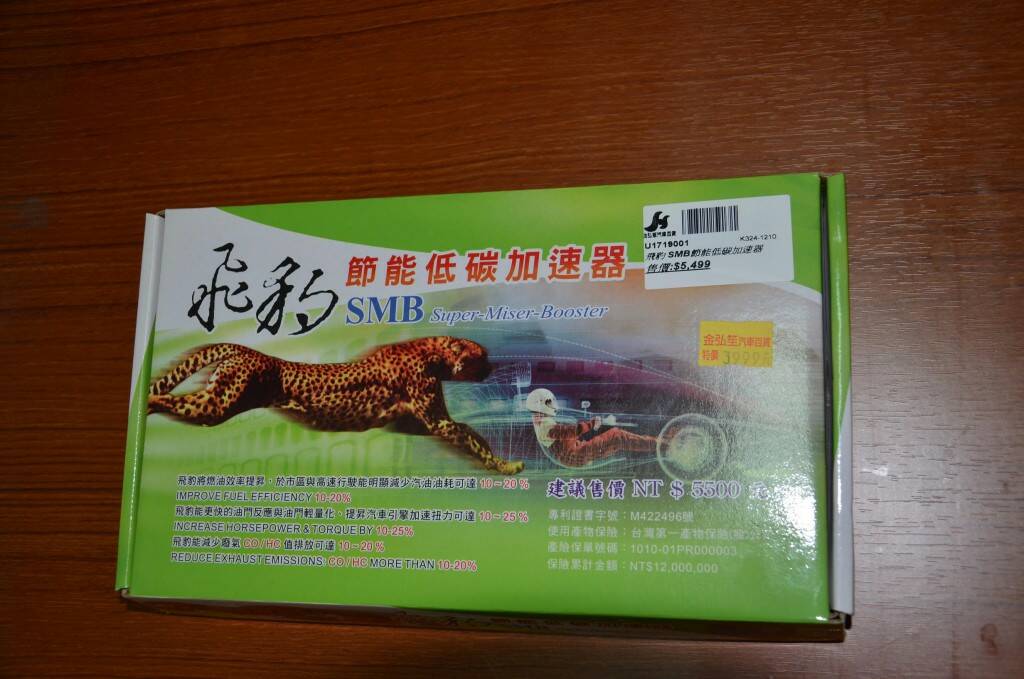 飛豹
節能低碳加速器
SMB Super-Miser-Booster
金弘笙汽車百貨
K324-1210
U1719001
飛豹 SMB節能低碳加速器
售價:$5,499
金弘笙汽車百貨
特價 3999元
飛豹將燃油效率提昇,於市區與高速行駛能明顯減少汽油油耗可達 10~20 %
IMPROVE FUEL EFFICIENCY 10-20%
飛豹能更快的油門反應與油門輕量化、提昇汽車引擎加速扭力可達 10~25 %
INCREASE HORSEPOWER & TORQUE BY 10-25%
飛豹能減少廢氣 CO / HC 值排放可達 10~20 %
REDUCE EXHAUST EMISSIONS: CO / HC MORE THAN 10-20%
建議售價 NT $ 5500 元
專利證書字號：M422496號
使用產物保險：台灣第一產物保險
產險保單號碼：1010-01PR000003
保險累計金額：NT$12,000,000